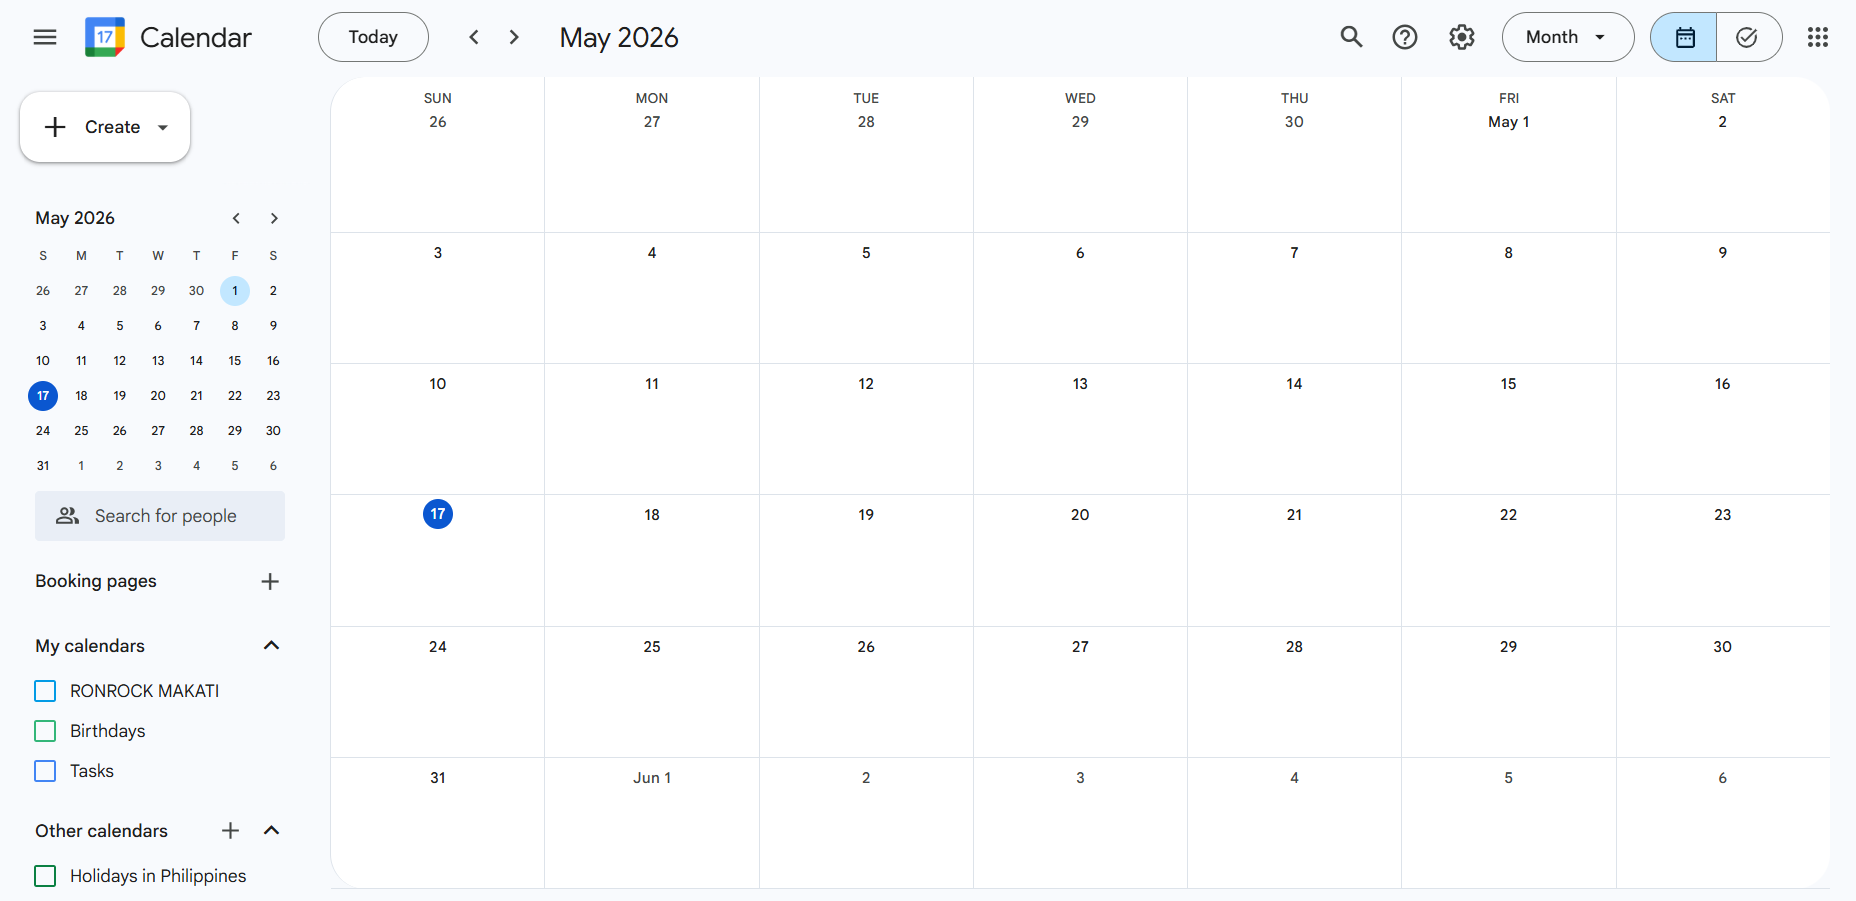 17 Calendar Today May 2026 Month
Create
May 2026
S M T W T F S
26 27 28 29 30 1 2
3 4 5 6 7 8 9
10 11 12 13 14 15 16
17 18 19 20 21 22 23
24 25 26 27 28 29 30
31 1 2 3 4 5 6
Search for people
Booking pages
My calendars
RONROCK MAKATI
Birthdays
Tasks
Other calendars
Holidays in Philippines
SUN MON TUE WED THU FRI SAT
26 27 28 29 30 May 1 2
3 4 5 6 7 8 9
10 11 12 13 14 15 16
17 18 19 20 21 22 23
24 25 26 27 28 29 30
31 Jun 1 2 3 4 5 6